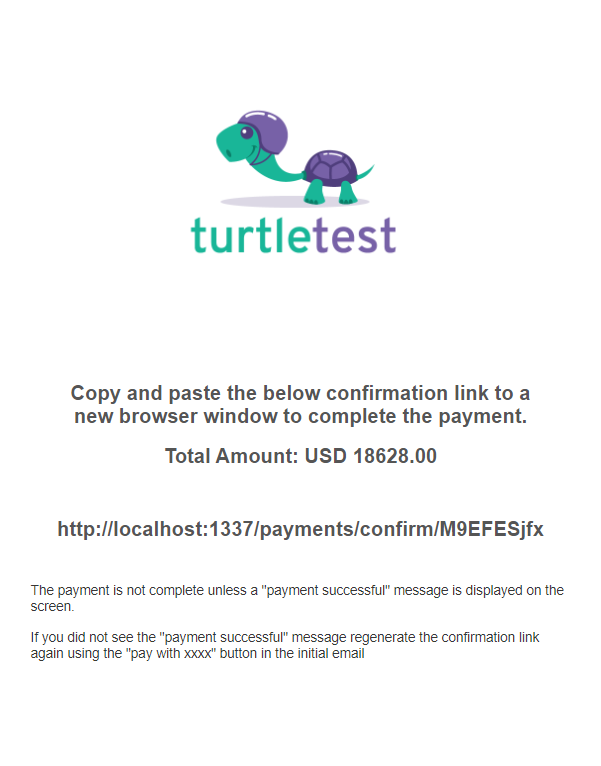 turtletest
Copy and paste the below confirmation link to a
new browser window to complete the payment.
Total Amount: USD 18628.00
http://localhost:1337/payments/confirm/M9EFESjfx
The payment is not complete unless a "payment successful" message is displayed on the
screen.
If you did not see the "payment successful" message regenerate the confirmation link
again using the "pay with xxxx" button in the initial email